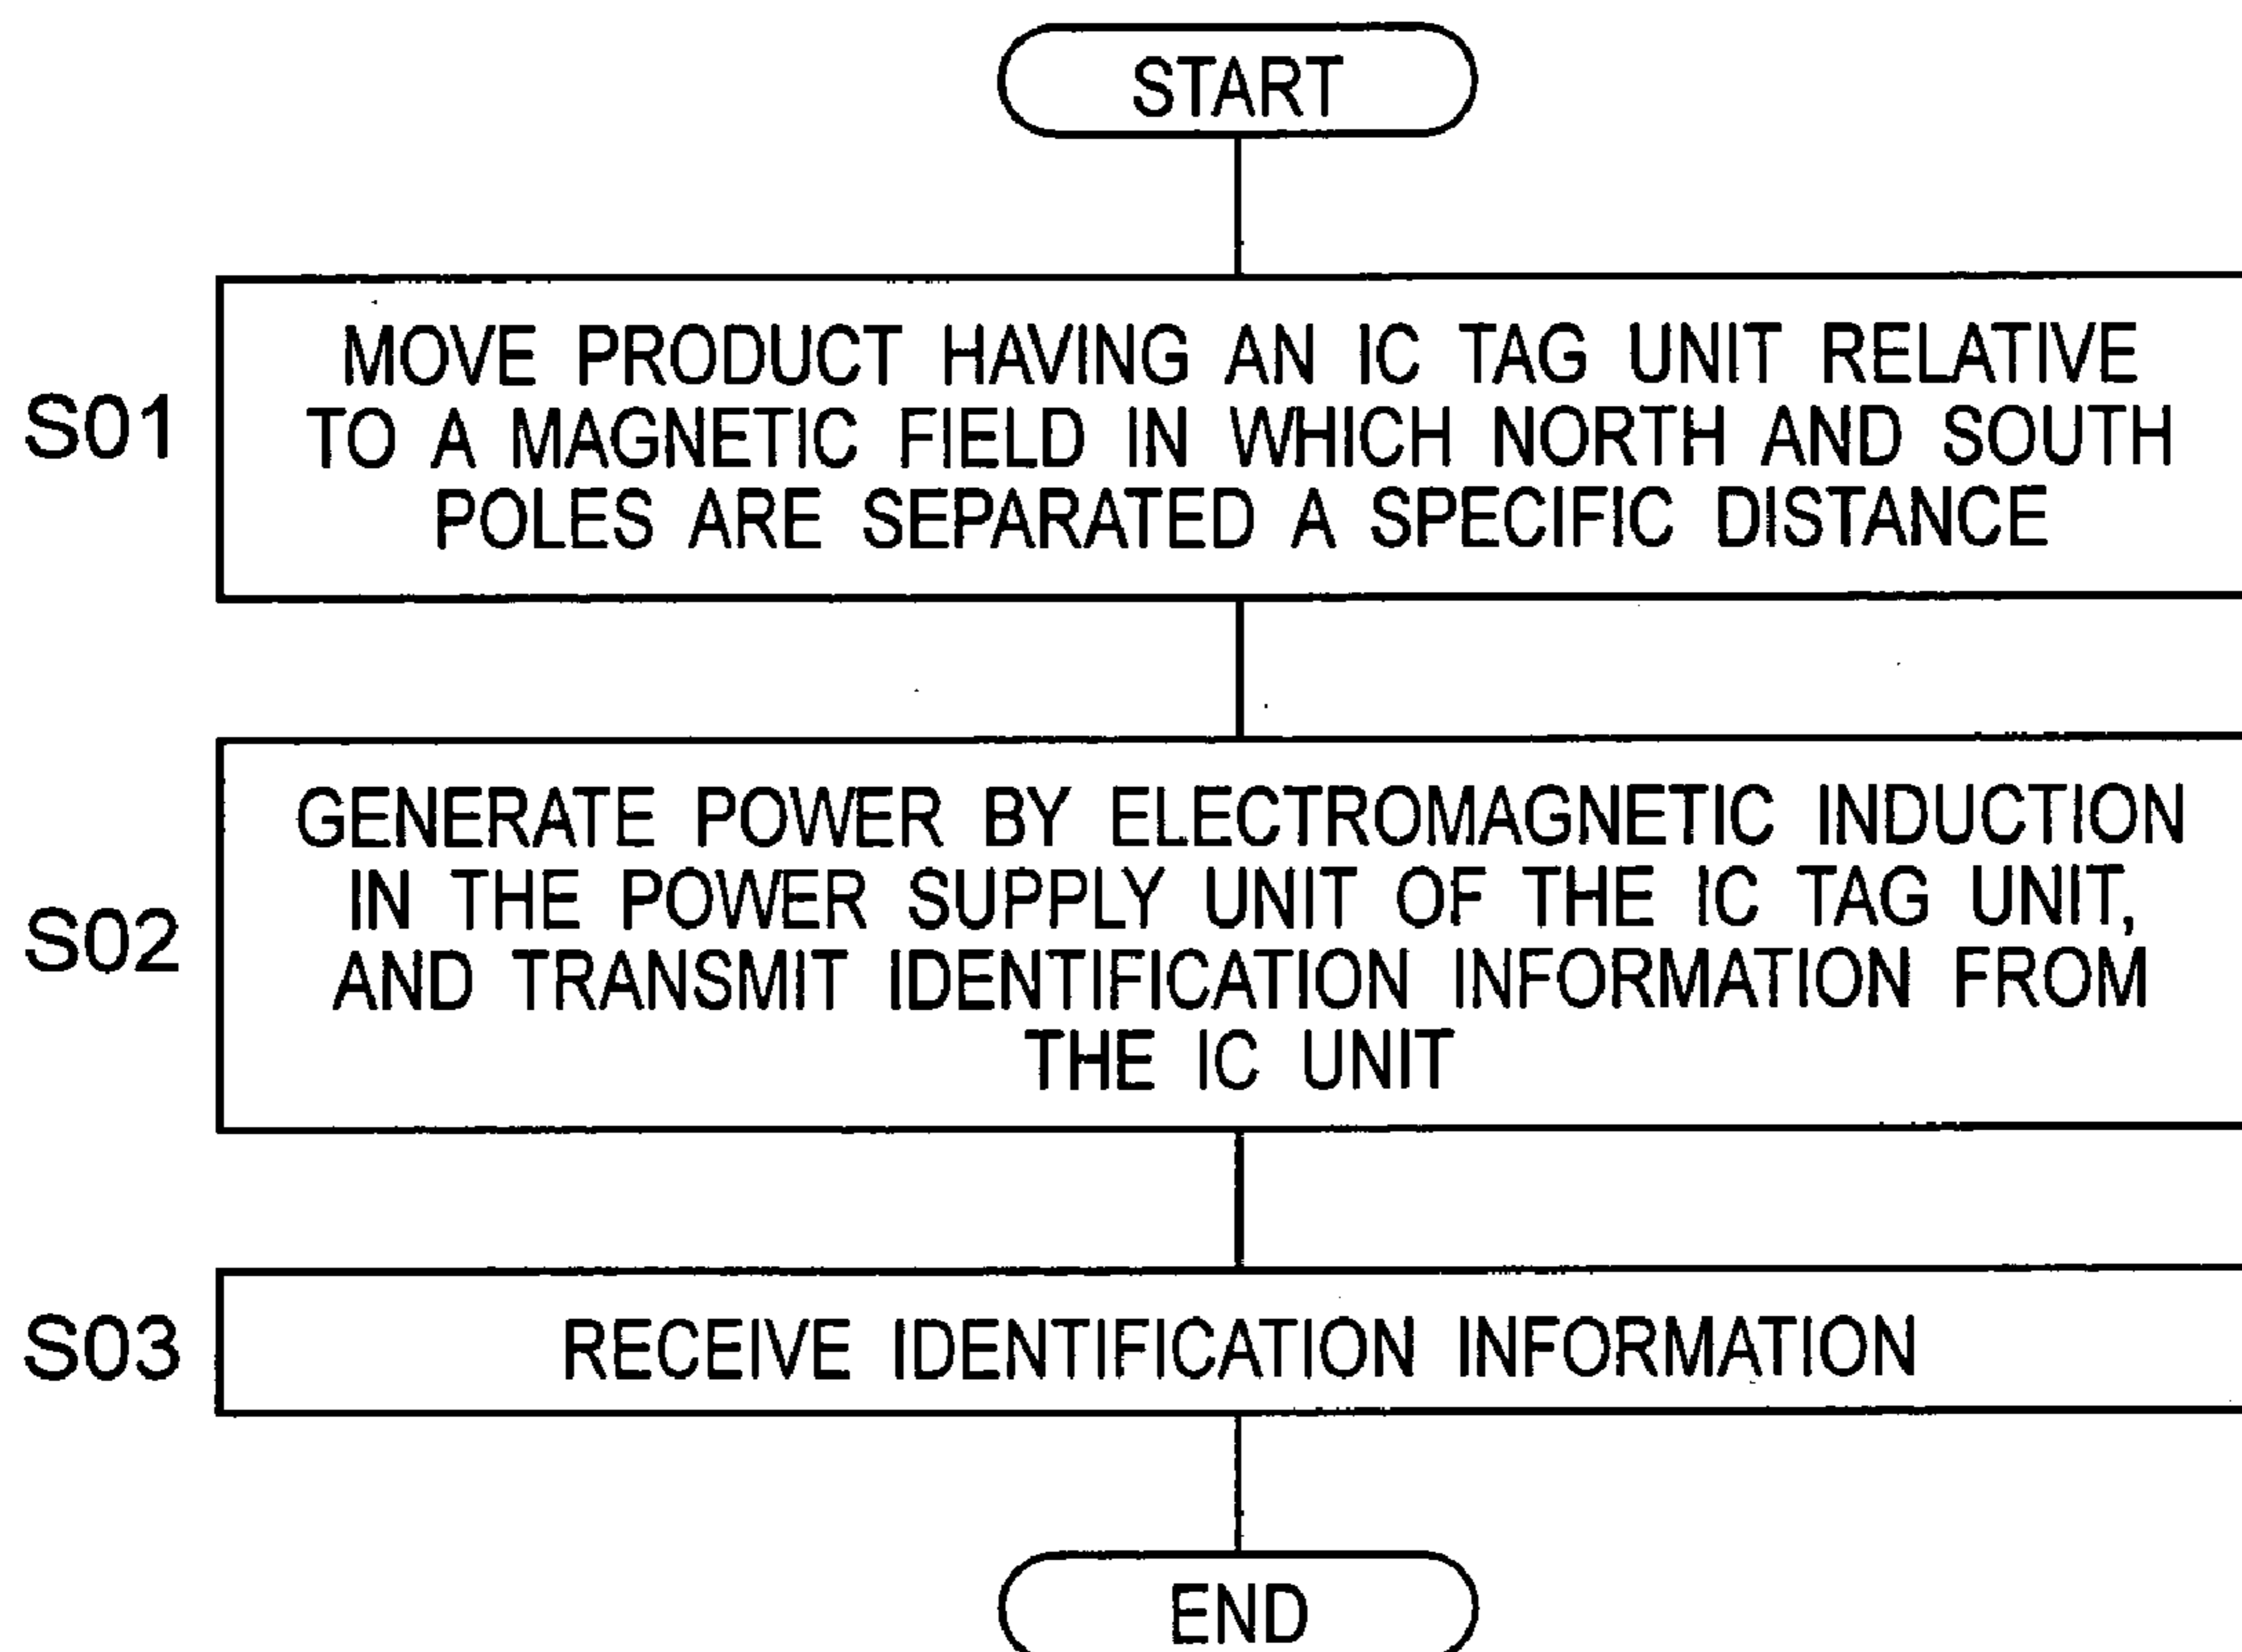 START
S01
MOVE PRODUCT HAVING AN IC TAG UNIT RELATIVE
TO A MAGNETIC FIELD IN WHICH NORTH AND SOUTH
POLES ARE SEPARATED A SPECIFIC DISTANCE
S02
GENERATE POWER BY ELECTROMAGNETIC INDUCTION
IN THE POWER SUPPLY UNIT OF THE IC TAG UNIT,
AND TRANSMIT IDENTIFICATION INFORMATION FROM
THE IC UNIT
S03
RECEIVE IDENTIFICATION INFORMATION
END